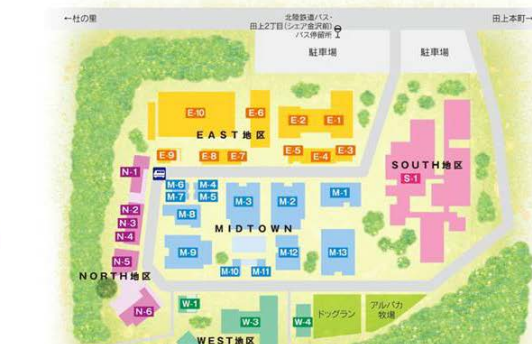 ←杜の里
北陸鉄道バス・
田上2丁目(シェア金沢前)
バス停留所
田上本町→
駐車場
駐車場
E-10
E-6
E-2
E-1
EAST地区
E-9
E-8
E-7
E-5
E-4
E-3
SOUTH地区
S-1
N-1
N-2
N-3
N-4
N-5
NORTH地区
N-6
M-6
M-4
M-7
M-5
M-3
M-2
M-1
M-8
MIDTOWN
M-9
M-10
M-11
M-12
M-13
W-1
W-3
W-4
WEST地区
ドッグラン
アルパカ
牧場